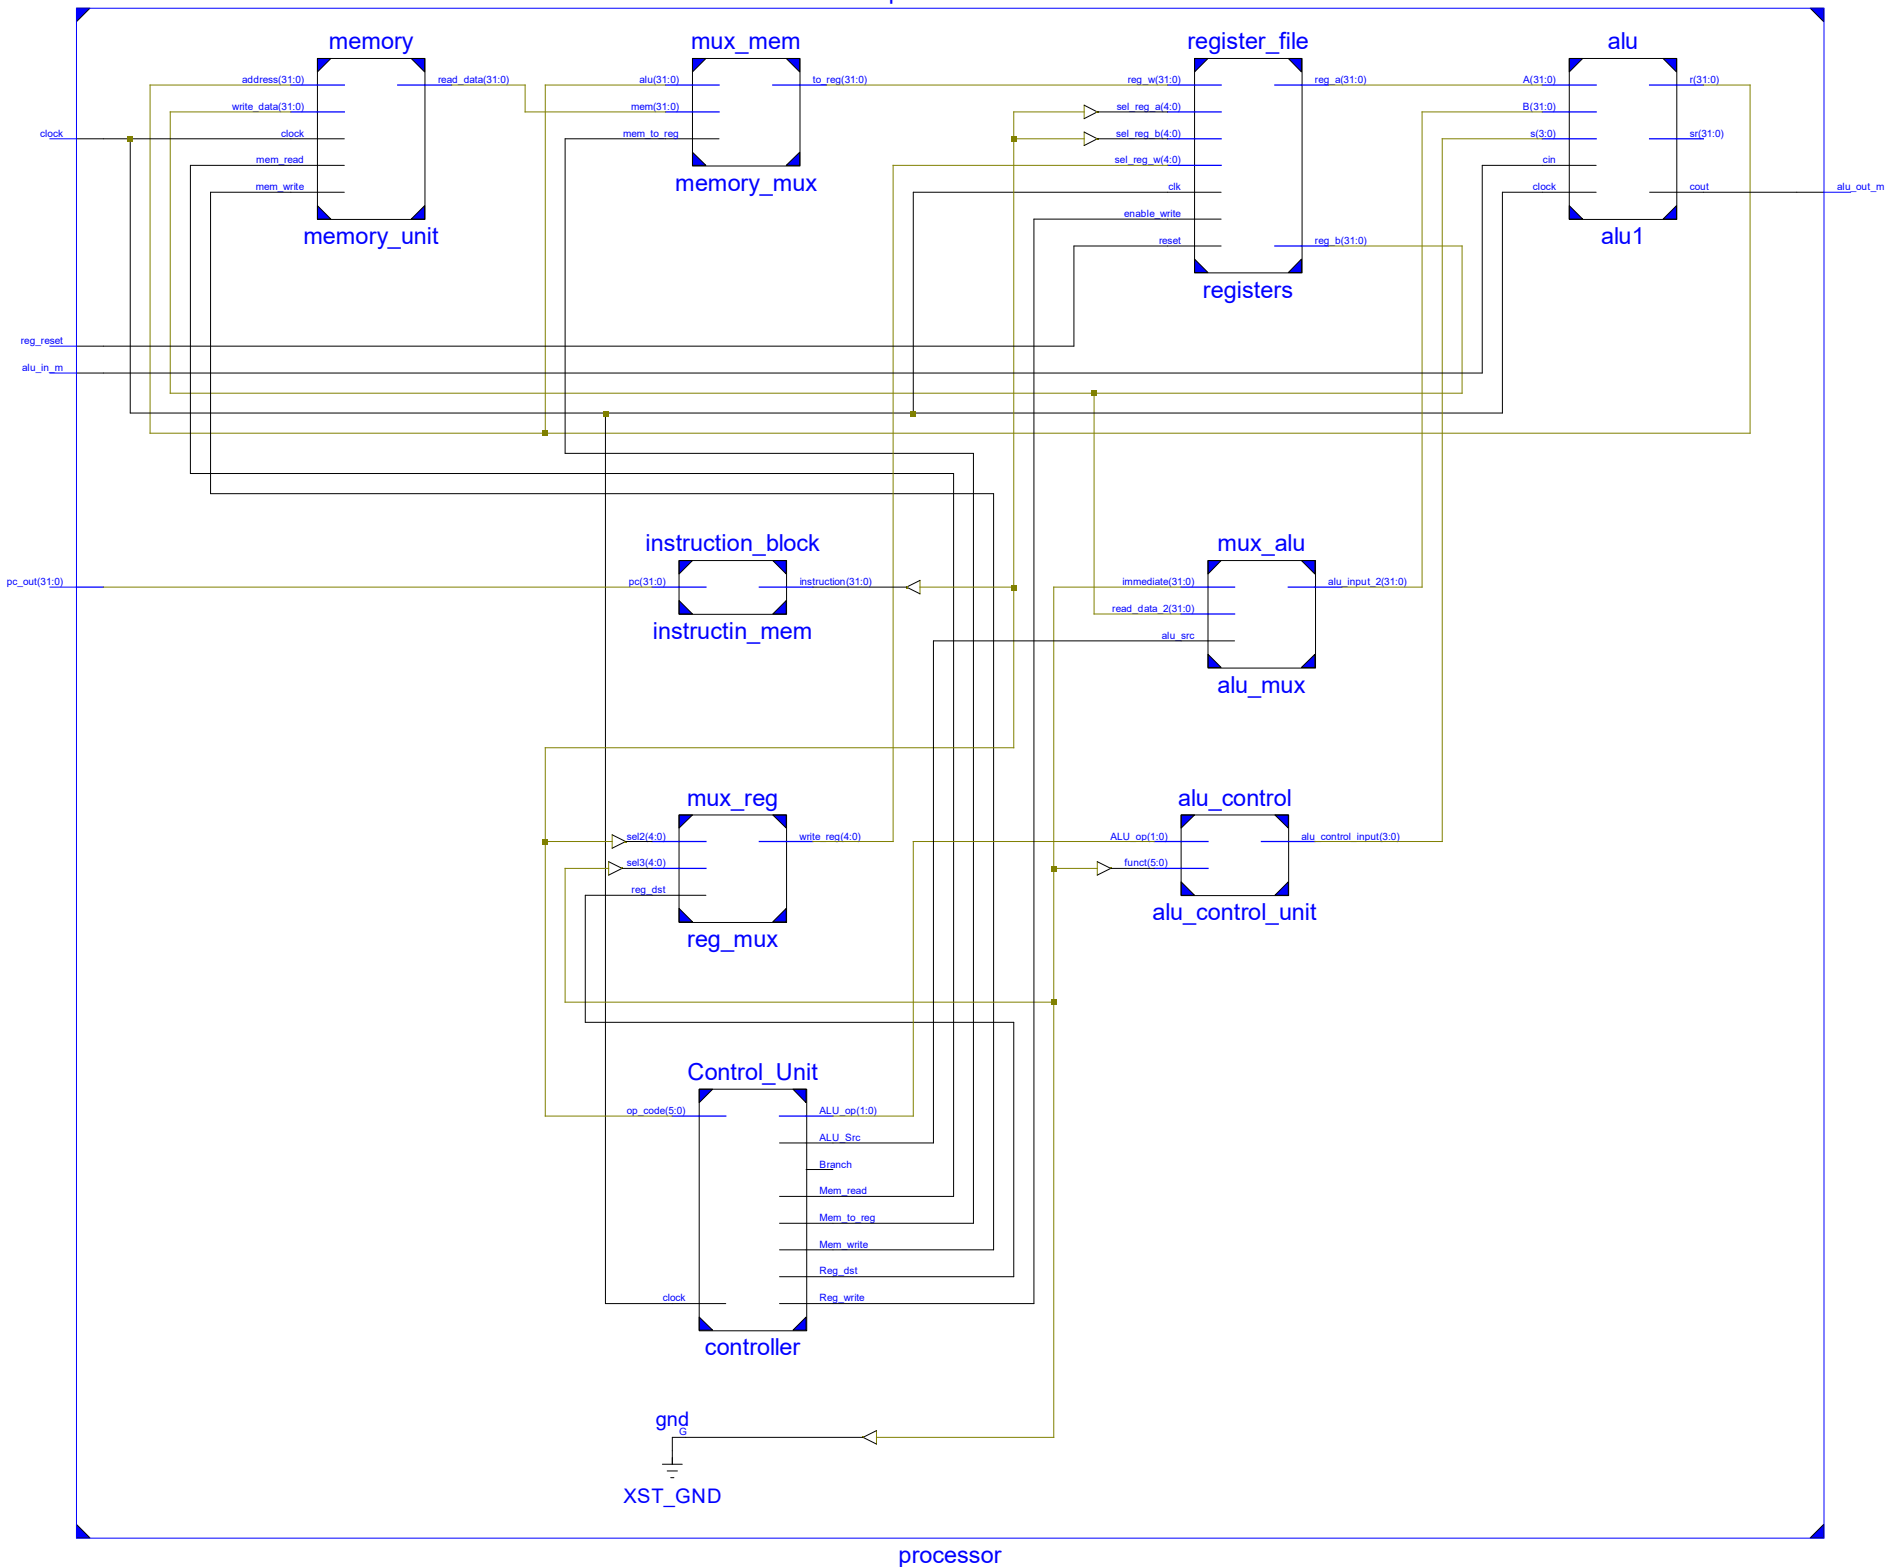 memory
address(31:0)
read_data(31:0)
write_data(31:0)
clock
mem_read
mem_write
memory_unit
mux_mem
alu(31:0)
to_reg(31:0)
mem(31:0)
mem_to_reg
memory_mux
register_file
reg_w(31:0)
reg_a(31:0)
sel_reg_a(4:0)
sel_reg_b(4:0)
sel_reg_w(4:0)
clk
enable_write
reset
reg_b(31:0)
registers
alu
A(31:0)
r(31:0)
B(31:0)
s(3:0)
sr(31:0)
cin
clock
cout
alu1
alu_out_m
clock
reg_reset
alu_in_m
pc_out(31:0)
instruction_block
pc(31:0)
instruction(31:0)
instructin_mem
mux_alu
immediate(31:0)
alu_input_2(31:0)
read_data_2(31:0)
alu_src
alu_mux
mux_reg
sel2(4:0)
write_reg(4:0)
sel3(4:0)
reg_dst
reg_mux
alu_control
ALU_op(1:0)
alu_control_input(3:0)
funct(5:0)
alu_control_unit
Control_Unit
op_code(5:0)
ALU_op(1:0)
ALU_Src
Branch
Mem_read
Mem_to_reg
Mem_write
Reg_dst
clock
Reg_write
controller
gnd
G
XST_GND
processor